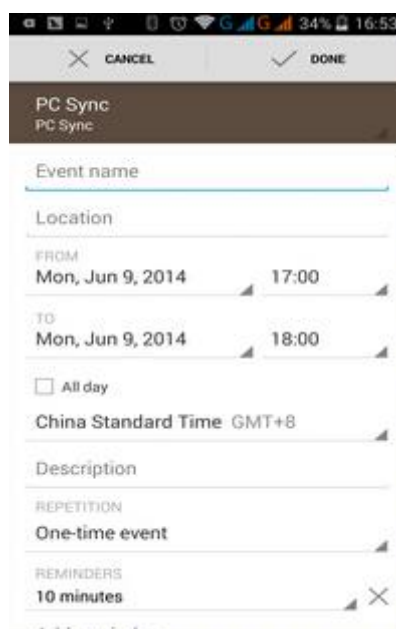 G G 34% 16:53
CANCEL DONE
PC Sync
PC Sync
Event name
Location
FROM
Mon, Jun 9, 2014 17:00
TO
Mon, Jun 9, 2014 18:00
All day
China Standard Time GMT+8
Description
REPETITION
One-time event
REMINDERS
10 minutes